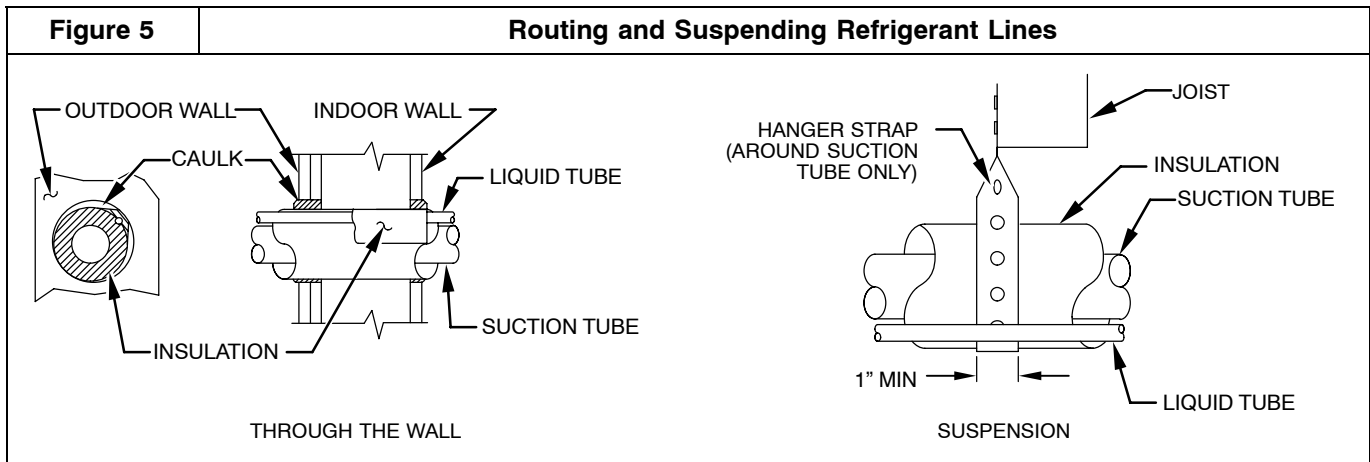 Figure 5
Routing and Suspending Refrigerant Lines
OUTDOOR WALL
INDOOR WALL
CAULK
LIQUID TUBE
SUCTION TUBE
INSULATION
THROUGH THE WALL
JOIST
HANGER STRAP
(AROUND SUCTION
TUBE ONLY)
INSULATION
SUCTION TUBE
1” MIN
LIQUID TUBE
SUSPENSION